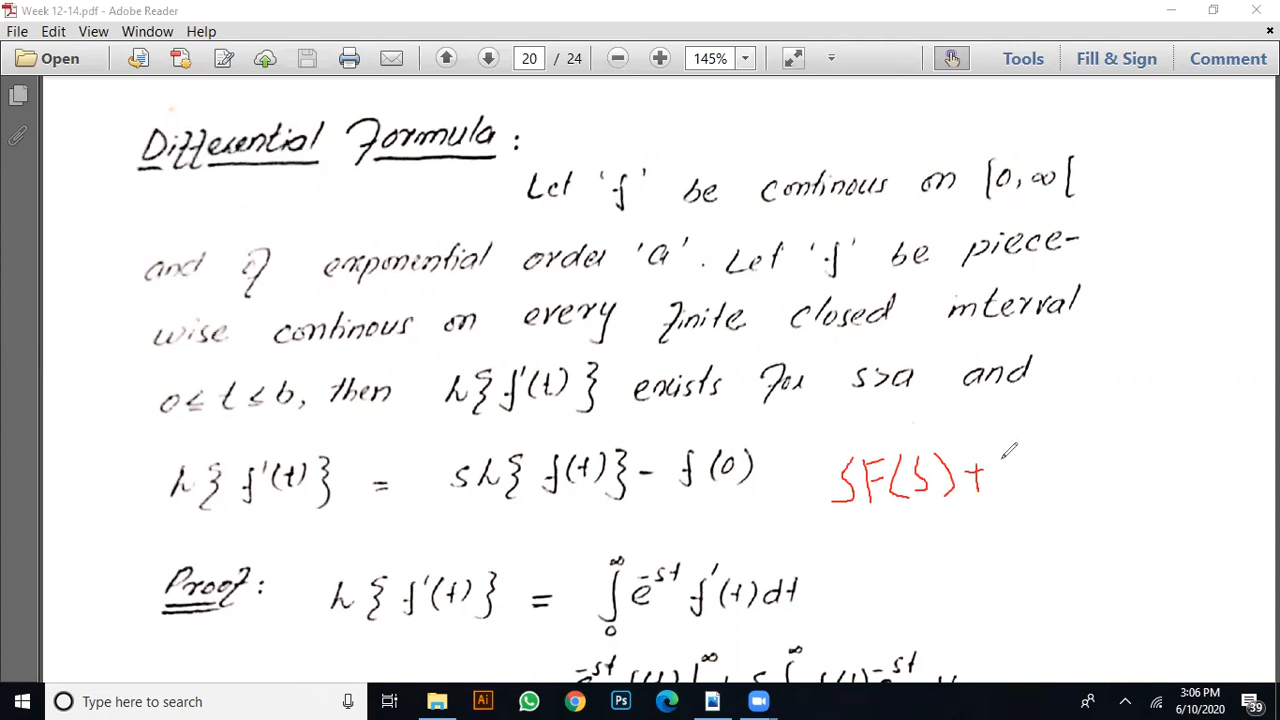 Week 12-14.pdf - Adobe Reader
File Edit View Window Help
Open 20 / 24 145% Tools Fill & Sign Comment
Differential Formula :
Let 'f' be continous on [0, ∞[
and of exponential order 'a'. Let 'f' be piece-
wise continous on every finite closed interval
0 ≤ t ≤ b, then L{ f'(t) } exists for s>a and
L{ f'(t) } = sL{ f(t) } - f(0) SF(S) +
Proof: L{ f'(t) } = ∫₀^∞ e^-st f'(t) dt
Type here to search
3:06 PM
6/10/2020
39